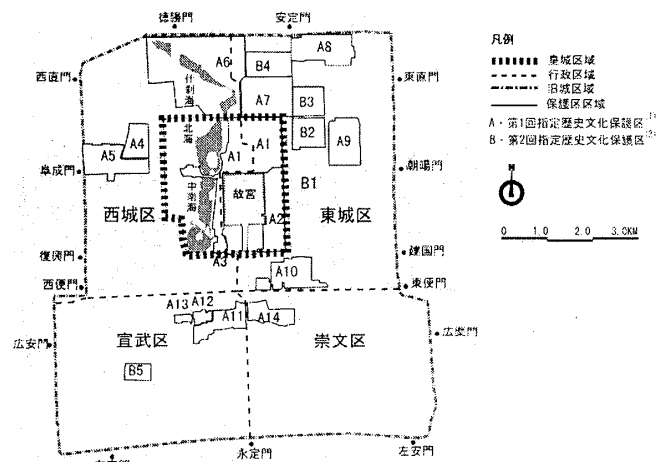 徳勝門
安定門
凡例
皇城区域
行政区域
旧城区域
保護区区域
A・第1回指定歴史文化保護区 1)
B・第2回指定歴史文化保護区 2)
N
0 1.0 2.0 3.0KM
西直門
東直門
A8
A6
B4
什刹海
A7
B3
B2
A9
A4
A5
北海
A1
A1
阜成門
朝陽門
故宮
B1
中南海
西城区
東城区
A2
A3
復興門
建国門
西便門
東便門
A10
A13
A12
A11
A14
広安門
宣武区
崇文区
広渠門
B5
永定門
左安門